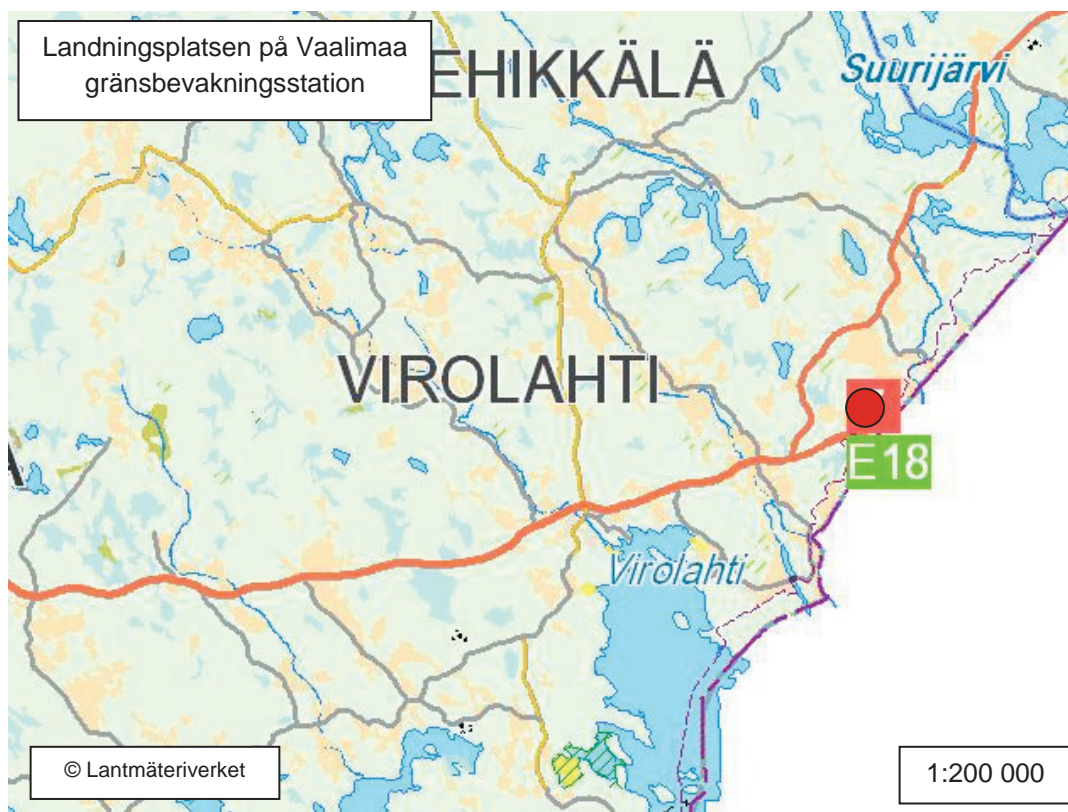 Landningsplatsen på Vaalimaa
gränsbevakningsstation
EHIKKÄLÄ
Suurijärvi
VIROLAHTI
E18
Virolahti
© Lantmäteriverket
1:200 000